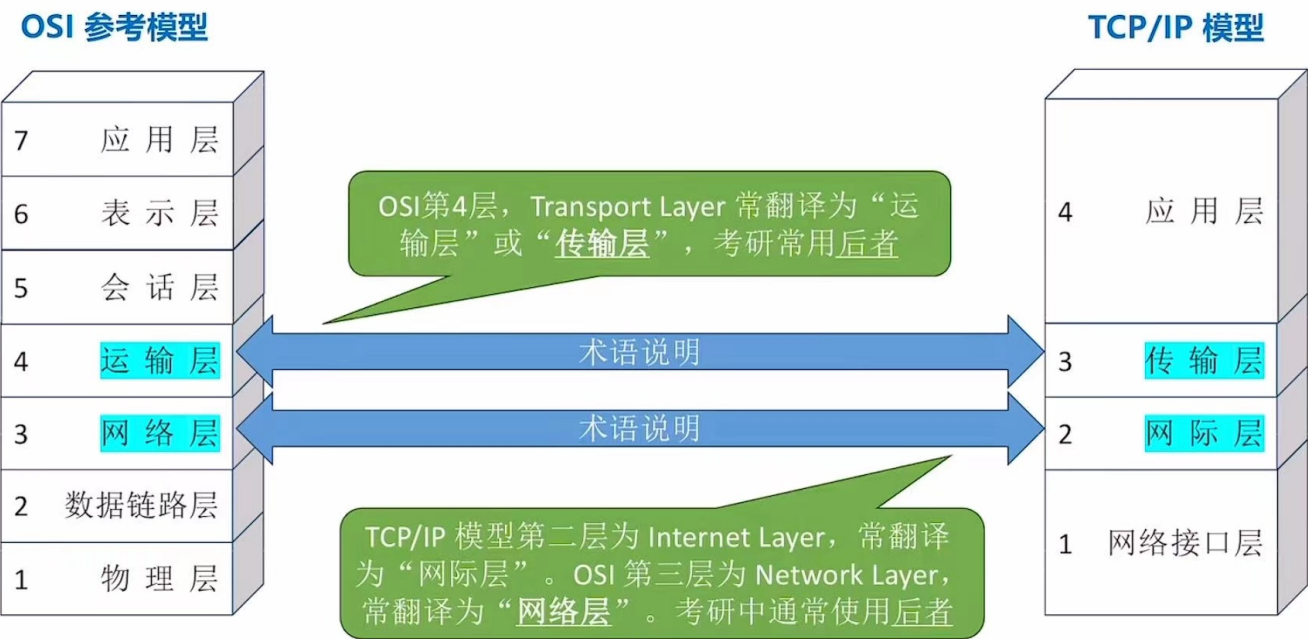 OSI 参考模型
TCP/IP 模型
7 应用层
6 表示层
5 会话层
4 运输层
3 网络层
2 数据链路层
1 物理层
OSI第4层，Transport Layer 常翻译为“运
输层”或“传输层”，考研常用后者
术语说明
术语说明
TCP/IP 模型第二层为 Internet Layer，常翻译
为“网际层”。OSI 第三层为 Network Layer，
常翻译为“网络层”。考研中通常使用后者
4 应用层
3 传输层
2 网际层
1 网络接口层